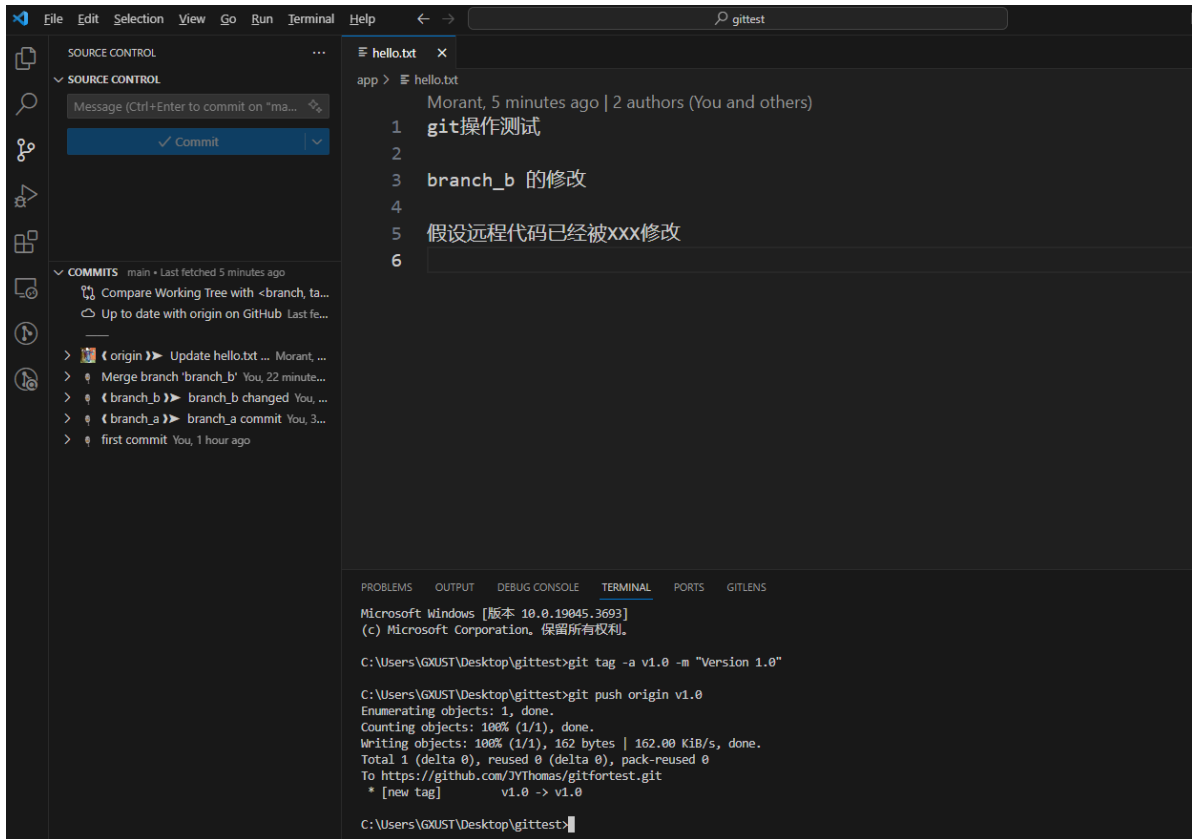 File Edit Selection View Go Run Terminal Help ← → gittest
SOURCE CONTROL ...
SOURCE CONTROL
Message (Ctrl+Enter to commit on "ma...
Commit
COMMITS main • Last fetched 5 minutes ago
Compare Working Tree with <branch, ta...
Up to date with origin on GitHub Last fe...
origin Update hello.txt ... Morant, ...
Merge branch 'branch_b' You, 22 minute...
branch_b branch_b changed You, ...
branch_a branch_a commit You, 3...
first commit You, 1 hour ago
hello.txt
app > hello.txt
Morant, 5 minutes ago | 2 authors (You and others)
1 git操作测试
2
3 branch_b 的修改
4
5 假设远程代码已经被XXX修改
6
PROBLEMS OUTPUT DEBUG CONSOLE TERMINAL PORTS GITLENS
Microsoft Windows [版本 10.0.19045.3693]
(c) Microsoft Corporation。保留所有权利。
C:\Users\GXUST\Desktop\gittest>git tag -a v1.0 -m "Version 1.0"
C:\Users\GXUST\Desktop\gittest>git push origin v1.0
Enumerating objects: 1, done.
Counting objects: 100% (1/1), done.
Writing objects: 100% (1/1), 162 bytes | 162.00 KiB/s, done.
Total 1 (delta 0), reused 0 (delta 0), pack-reused 0
To https://github.com/JYThomas/gitfortest.git
* [new tag] v1.0 -> v1.0
C:\Users\GXUST\Desktop\gittest>